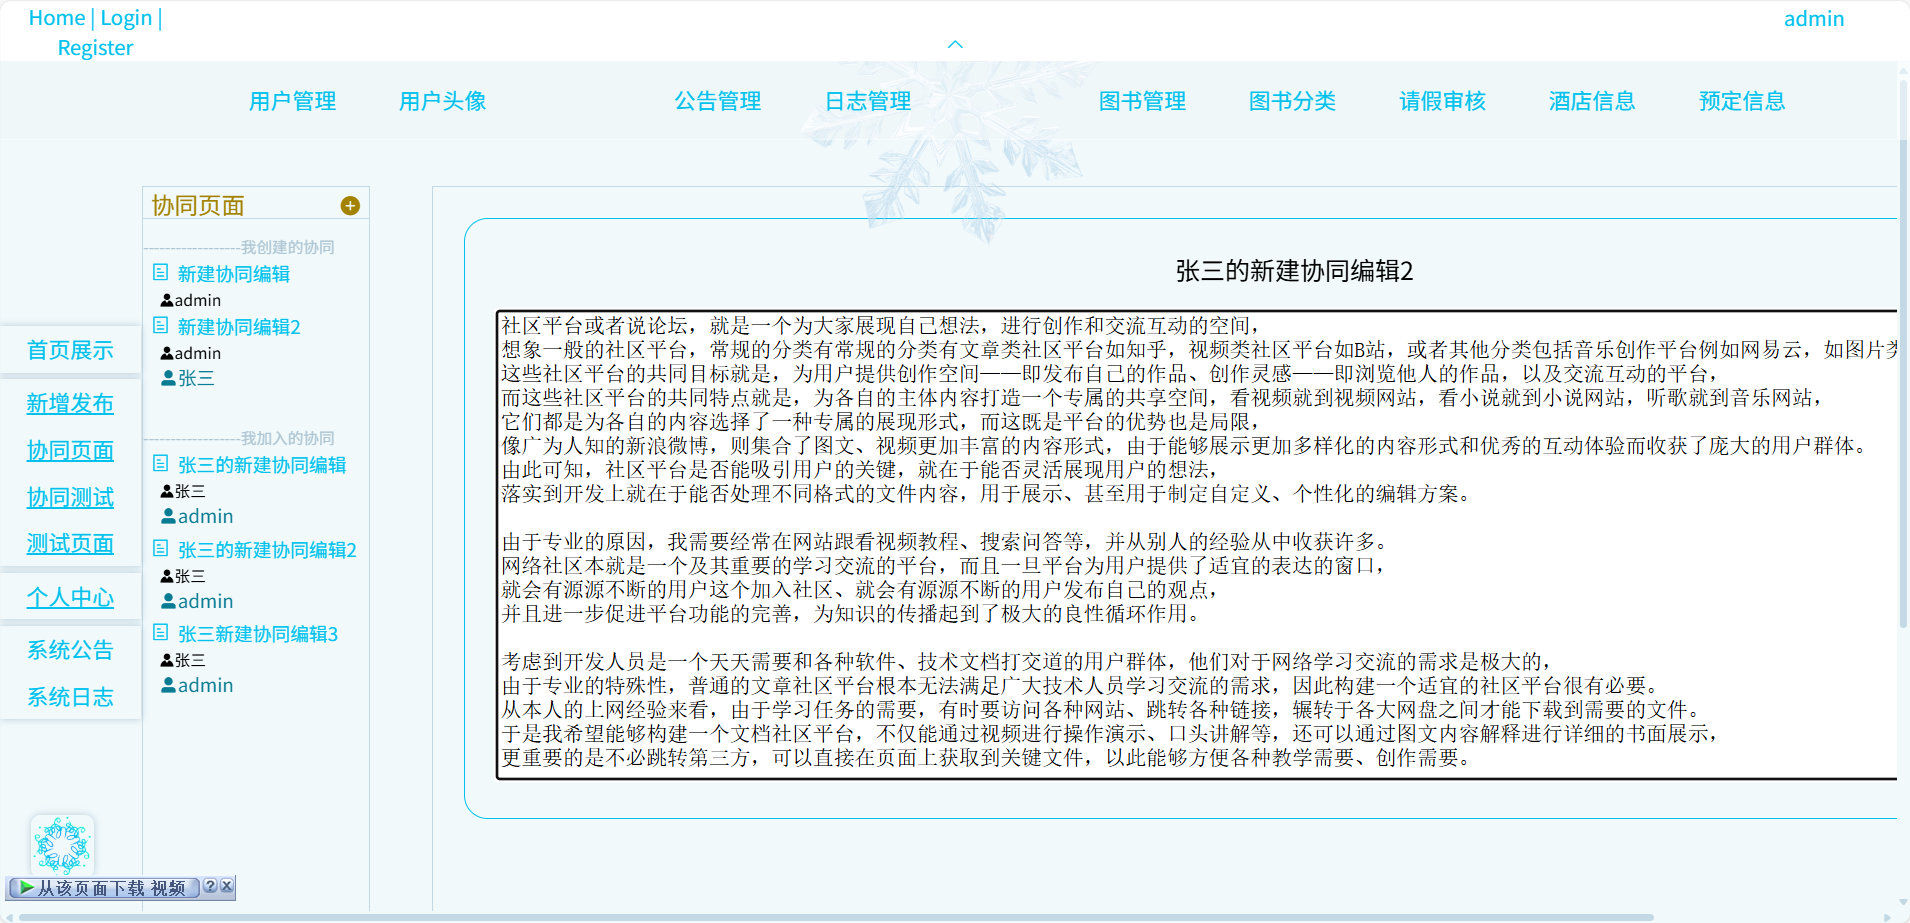 Home | Login |
Register
admin
用户管理 用户头像 公告管理 日志管理 图书管理 图书分类 请假审核 酒店信息 预定信息
首页展示
新增发布
协同页面
协同测试
测试页面
个人中心
系统公告
系统日志
协同页面
------------------我创建的协同
新建协同编辑
admin
新建协同编辑2
admin
张三
------------------我加入的协同
张三的新建协同编辑
张三
admin
张三的新建协同编辑2
张三
admin
张三新建协同编辑3
张三
admin
张三的新建协同编辑2
社区平台或者说论坛，就是一个为大家展现自己想法，进行创作和交流互动的空间，
想象一般的社区平台，常规的分类有常规的分类有文章类社区平台如知乎，视频类社区平台如B站，或者其他分类包括音乐创作平台例如网易云，如图片类
这些社区平台的共同目标就是，为用户提供创作空间——即发布自己的作品、创作灵感——即浏览他人的作品，以及交流互动的平台，
而这些社区平台的共同特点就是，为各自的主体内容打造一个专属的共享空间，看视频就到视频网站，看小说就到小说网站，听歌就到音乐网站，
它们都是为各自的内容选择了一种专属的展现形式，而这既是平台的优势也是局限，
像广为人知的新浪微博，则集合了图文、视频更加丰富的内容形式，由于能够展示更加多样化的内容形式和优秀的互动体验而收获了庞大的用户群体。
由此可知，社区平台是否能吸引用户的关键，就在于能否灵活展现用户的想法，
落实到开发上就在于能否处理不同格式的文件内容，用于展示、甚至用于制定自定义、个性化的编辑方案。
由于专业的原因，我需要经常在网站跟看视频教程、搜索问答等，并从别人的经验从中收获许多。
网络社区本就是一个及其重要的学习交流的平台，而且一旦平台为用户提供了适宜的表达的窗口，
就会有源源不断的用户这个加入社区、就会有源源不断的用户发布自己的观点，
并且进一步促进平台功能的完善，为知识的传播起到了极大的良性循环作用。
考虑到开发人员是一个天天需要和各种软件、技术文档打交道的用户群体，他们对于网络学习交流的需求是极大的，
由于专业的特殊性，普通的文章社区平台根本无法满足广大技术人员学习交流的需求，因此构建一个适宜的社区平台很有必要。
从本人的上网经验来看，由于学习任务的需要，有时要访问各种网站、跳转各种链接，辗转于各大网盘之间才能下载到需要的文件。
于是我希望能够构建一个文档社区平台，不仅能通过视频进行操作演示、口头讲解等，还可以通过图文内容解释进行详细的书面展示，
更重要的是不必跳转第三方，可以直接在页面上获取到关键文件，以此能够方便各种教学需要、创作需要。
从该页面下载 视频 ? X